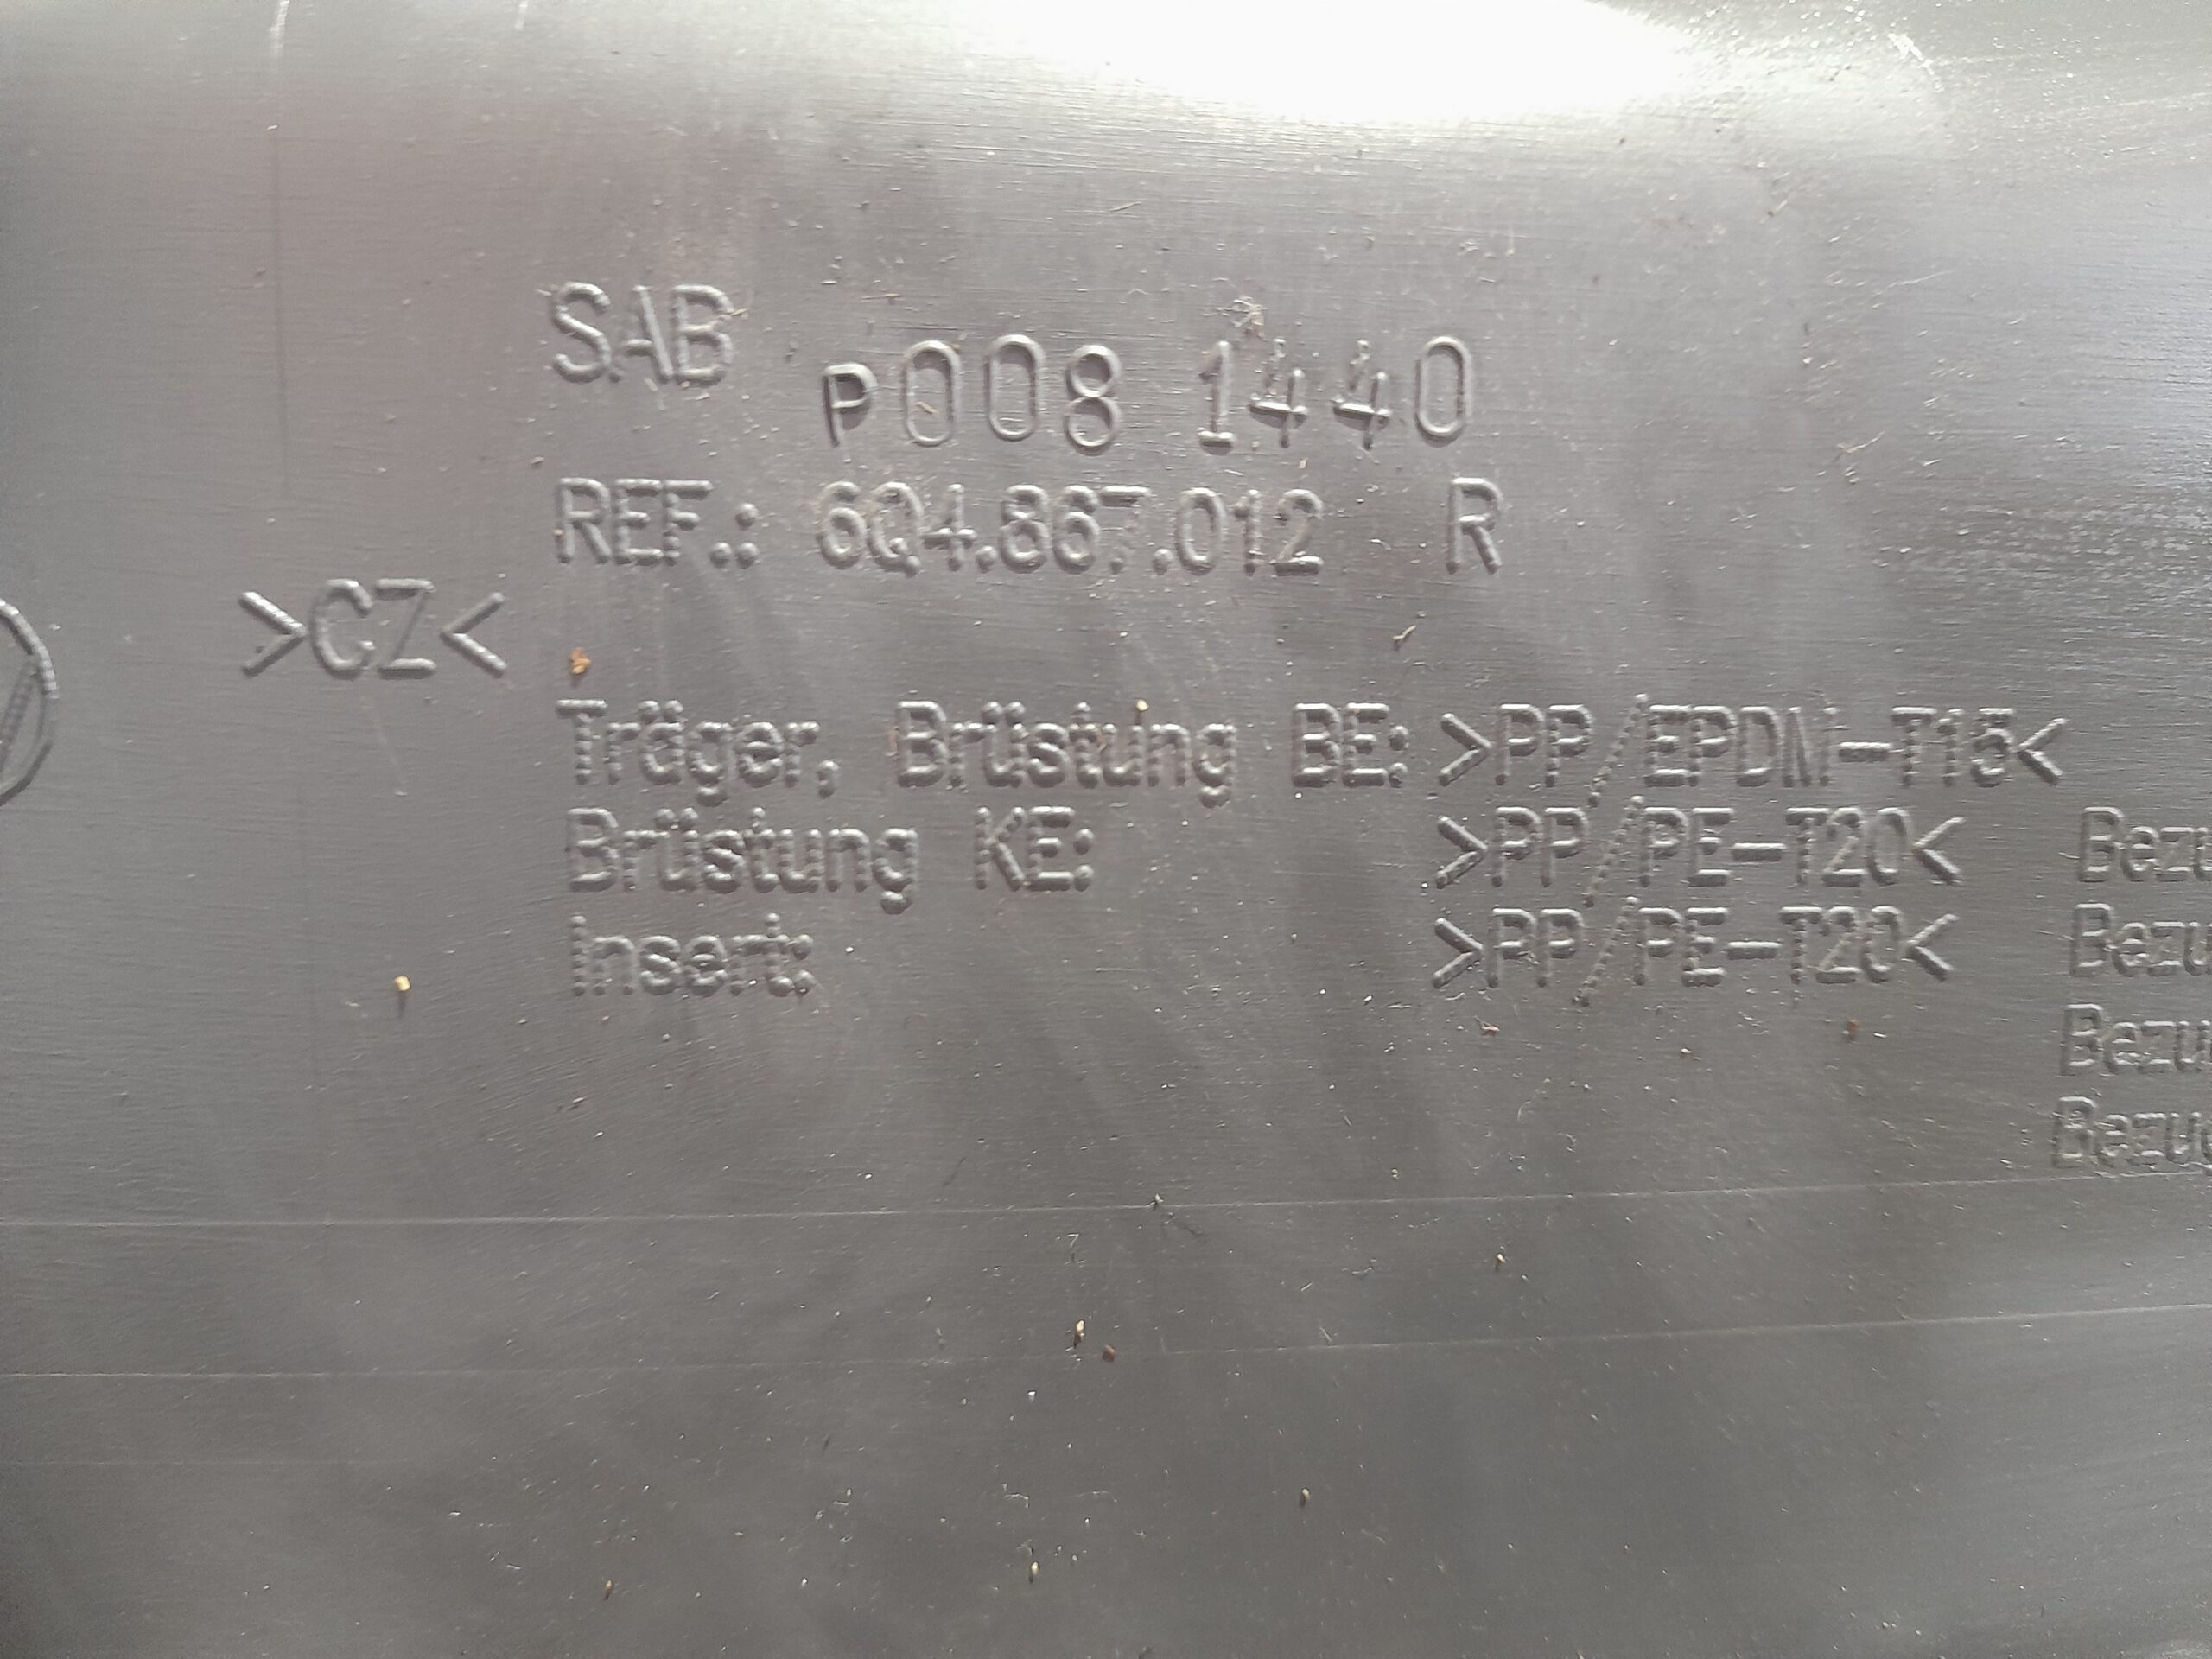 SAB P008 1440
REF.: 6Q4.867.012 R
>CZ<
Träger, Brüstung BE: >PP/EPDM-T15<
Brüstung KE: >PP/PE-T20<
Insert: >PP/PE-T20<